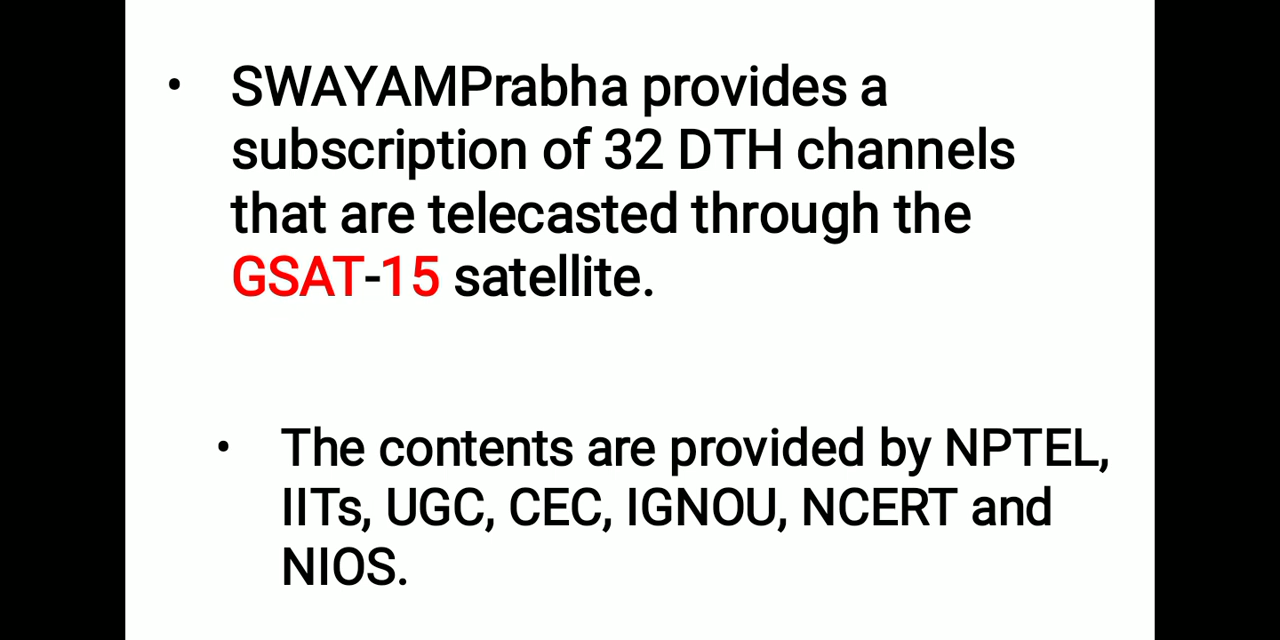 • SWAYAMPrabha provides a
subscription of 32 DTH channels
that are telecasted through the
GSAT-15 satellite.
• The contents are provided by NPTEL,
IITs, UGC, CEC, IGNOU, NCERT and
NIOS.